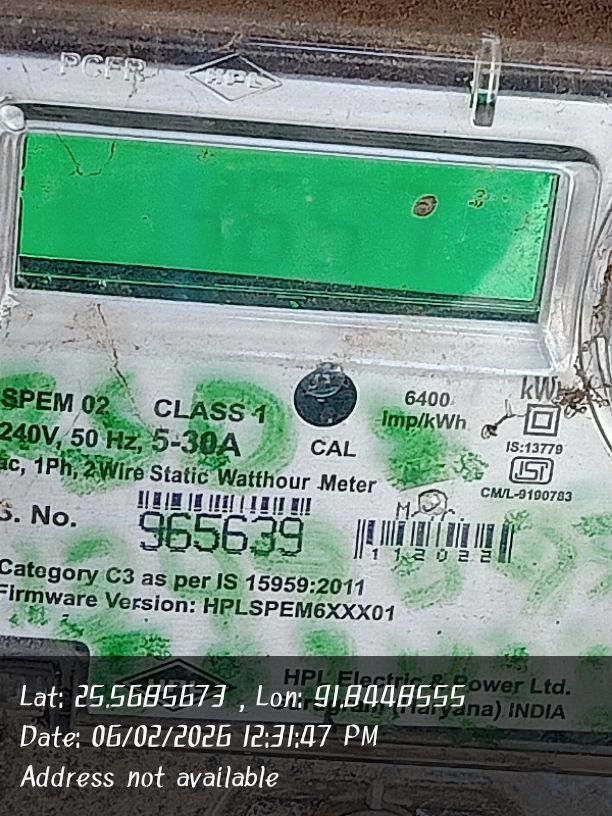 PCFR HPL
SPEM 02 CLASS 1
240V, 50 Hz, 5-30A
CAL
6400
imp/kWh
kWh
IS:13779
ISI
CM/L-9190783
ac, 1Ph, 2Wire Static Watthour Meter
S. No.
965639
M.
112022
Category C3 as per IS 15959:2011
Firmware Version: HPLSPEM6XXX01
HPL
HPL Electric & Power Ltd.
(Haryana) INDIA
Lat: 25.5685673 , Lon: 91.8448555
Date: 06/02/2026 12:31:47 PM
Address not available